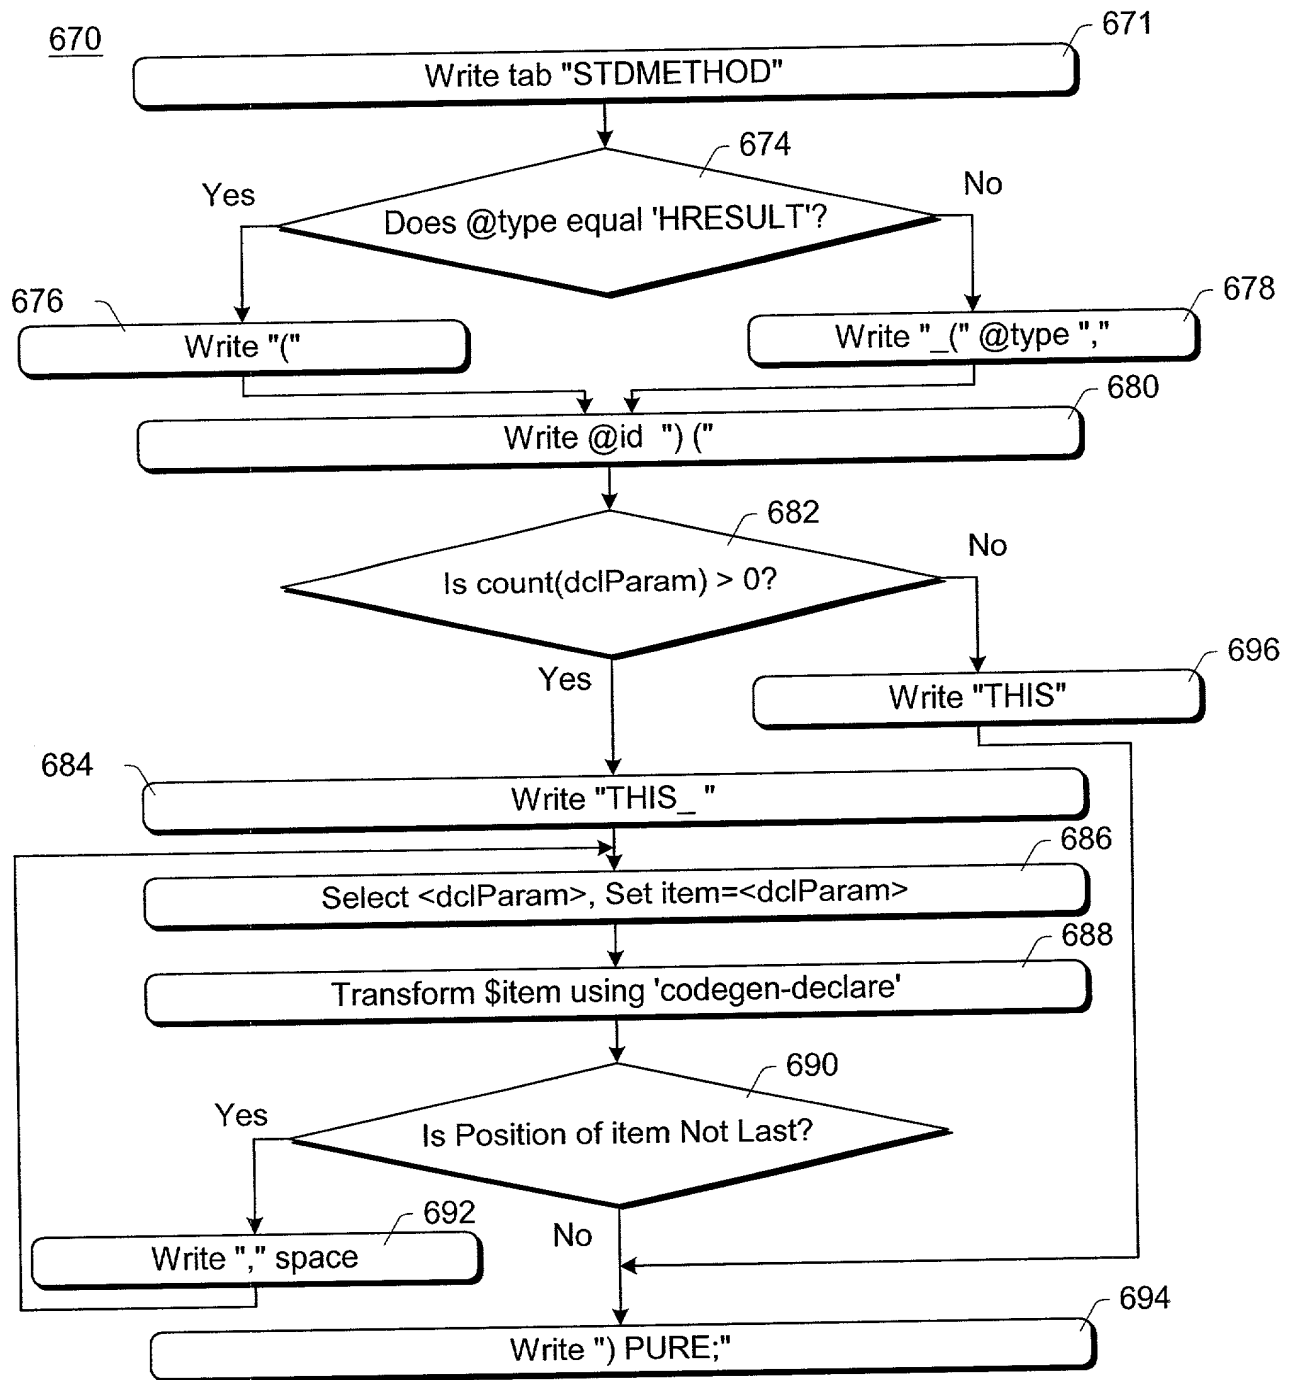 670
671
Write tab "STDMETHOD"
674
Yes
No
Does @type equal 'HRESULT'?
676
678
Write "("
Write "_(" @type ","
680
Write @id ") ("
682
No
Is count(dclParam) > 0?
Yes
696
Write "THIS"
684
Write "THIS_ "
686
Select <dclParam>, Set item=<dclParam>
688
Transform $item using 'codegen-declare'
690
Yes
Is Position of item Not Last?
692
No
Write "," space
694
Write ") PURE;"